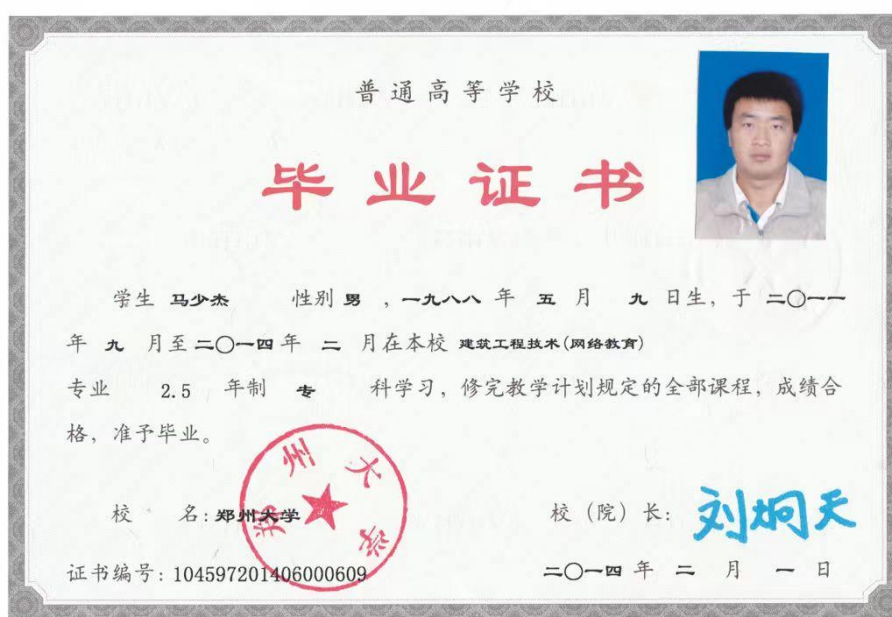 普通高等学校
毕业证书
学生 马少杰 性别 男 ，一九八八 年 五 月 九 日生，于 二〇一一
年 九 月至 二〇一四 年 二 月在本校 建筑工程技术(网络教育)
专业 2.5 年制 专 科学习，修完教学计划规定的全部课程，成绩合
格，准予毕业。
郑州大学
校 名：郑州大学 校（院）长：刘炯天
证书编号：104597201406000609 二〇一四 年 二 月 一 日